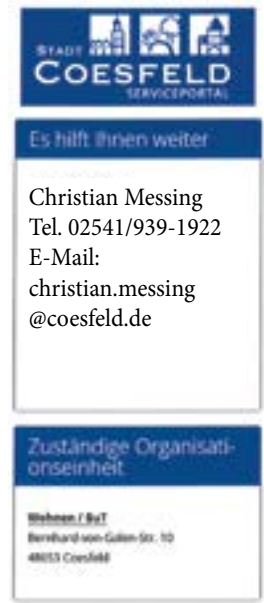 STADT
COESFELD
SERVICEPORTAL
Es hilft Ihnen weiter
Christian Messing
Tel. 02541/939-1922
E-Mail:
christian.messing
@coesfeld.de
Zuständige Organisati-
onseinheit
Wohnen / BuT
Bernhard-von-Galen-Str. 10
48653 Coesfeld